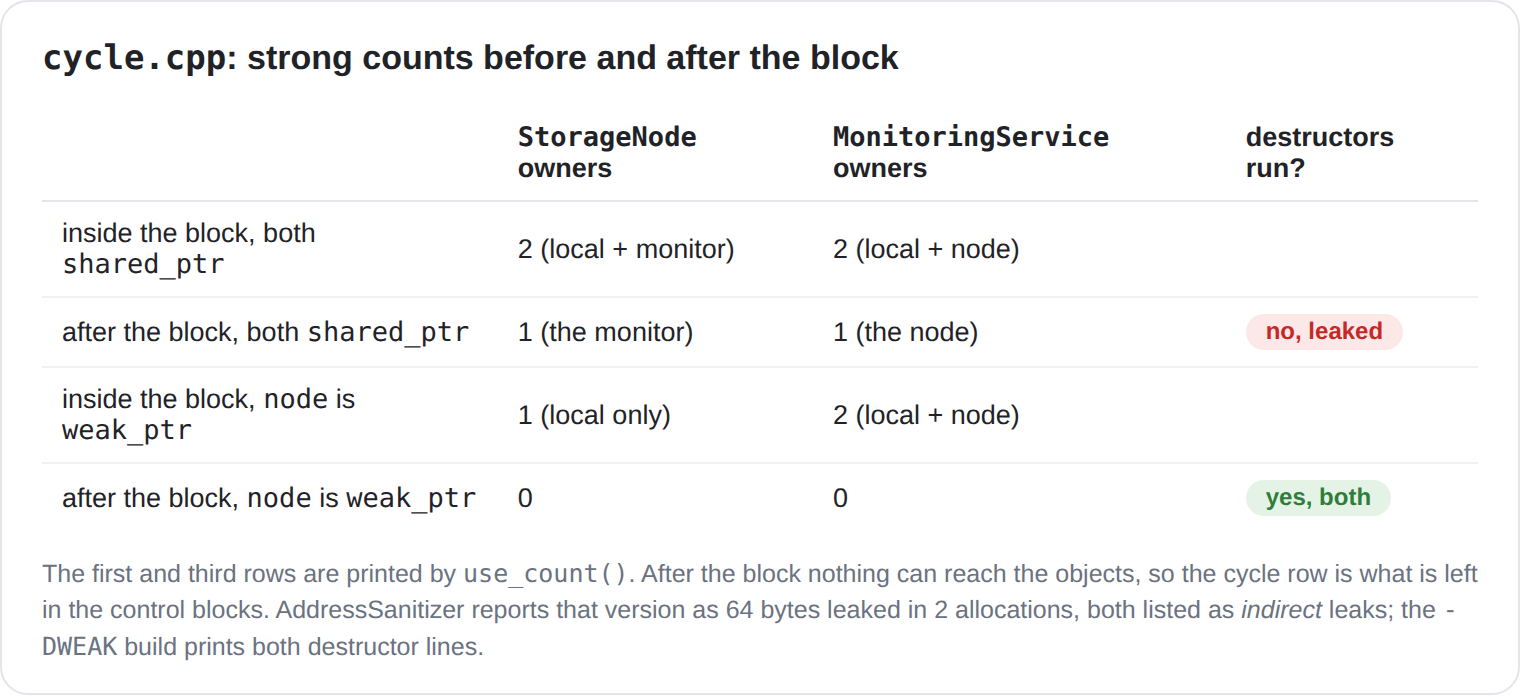 cycle.cpp: strong counts before and after the block
StorageNode owners
MonitoringService owners
destructors run?
inside the block, both shared_ptr
2 (local + monitor)
2 (local + node)
after the block, both shared_ptr
1 (the monitor)
1 (the node)
no, leaked
inside the block, node is weak_ptr
1 (local only)
2 (local + node)
after the block, node is weak_ptr
0
0
yes, both
The first and third rows are printed by use_count(). After the block nothing can reach the objects, so the cycle row is what is left
in the control blocks. AddressSanitizer reports that version as 64 bytes leaked in 2 allocations, both listed as indirect leaks; the -
DWEAK build prints both destructor lines.